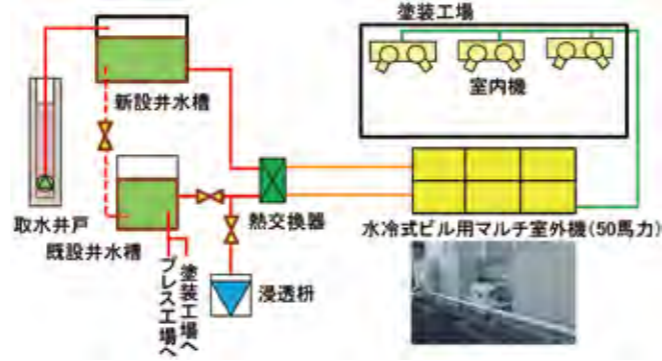 塗装工場
室内機
新設井水槽
取水井戸
熱交換器
水冷式ビル用マルチ室外機(50馬力)
既設井水槽
塗装工場へ
プレス工場へ
浸透枡